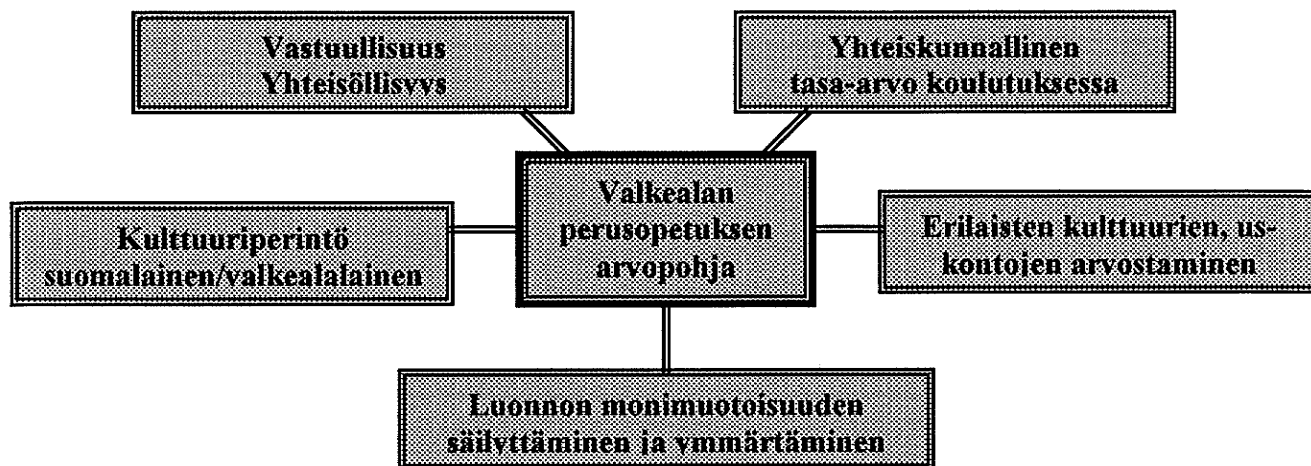 Vastuullisuus
Yhteisöllisyys
Yhteiskunnallinen
tasa-arvo koulutuksessa
Valkealan
perusopetuksen
arvopohja
Kulttuuriperintö
suomalainen/valkealalainen
Erilaisten kulttuurien, us-
kontojen arvostaminen
Luonnon monimuotoisuuden
säilyttäminen ja ymmärtäminen